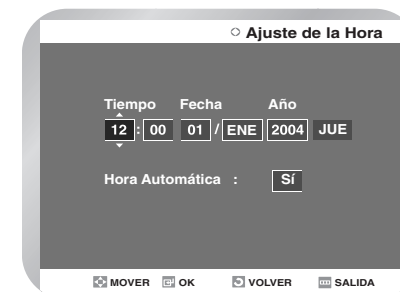 Ajuste de la Hora
Tiempo Fecha Año
12 : 00 01 / ENE 2004 JUE
Hora Automática : Sí
MOVER OK VOLVER SALIDA